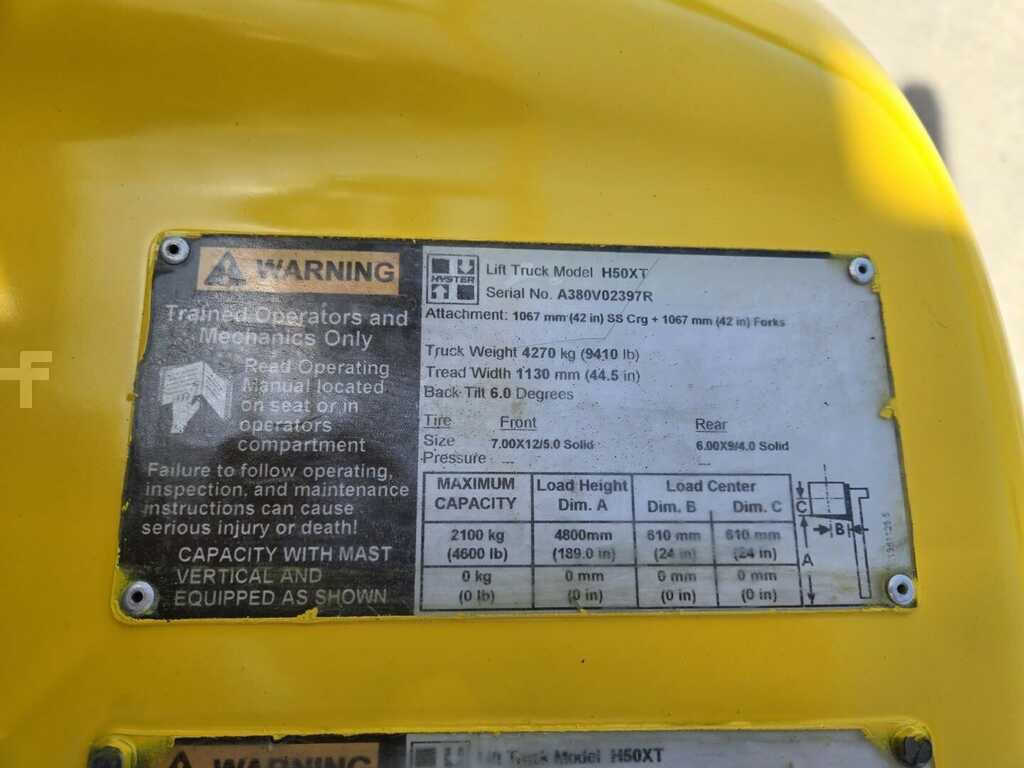 WARNING
Trained Operators and
Mechanics Only
Read Operating
Manual located
on seat or in
operators
compartment
Failure to follow operating,
inspection, and maintenance
instructions can cause
serious injury or death!
CAPACITY WITH MAST
VERTICAL AND
EQUIPPED AS SHOWN
HYSTER
Lift Truck Model H50XT
Serial No. A380V02397R
Attachment: 1067 mm (42 in) SS Crg + 1067 mm (42 in) Forks
Truck Weight 4270 kg (9410 lb)
Tread Width 1130 mm (44.5 in)
Back Tilt 6.0 Degrees
Tire Front Rear
Size 7.00X12/5.0 Solid 6.00X9/4.0 Solid
Pressure --- ---
MAXIMUM CAPACITY Load Height Dim. A Load Center Dim. B Dim. C
2100 kg 4800mm 610 mm 610 mm
(4600 lb) (189.0 in) (24 in) (24 in)
0 kg 0 mm 0 mm 0 mm
(0 lb) (0 in) (0 in) (0 in)
C
B
A
WARNING
Lift Truck Model H50XT
f